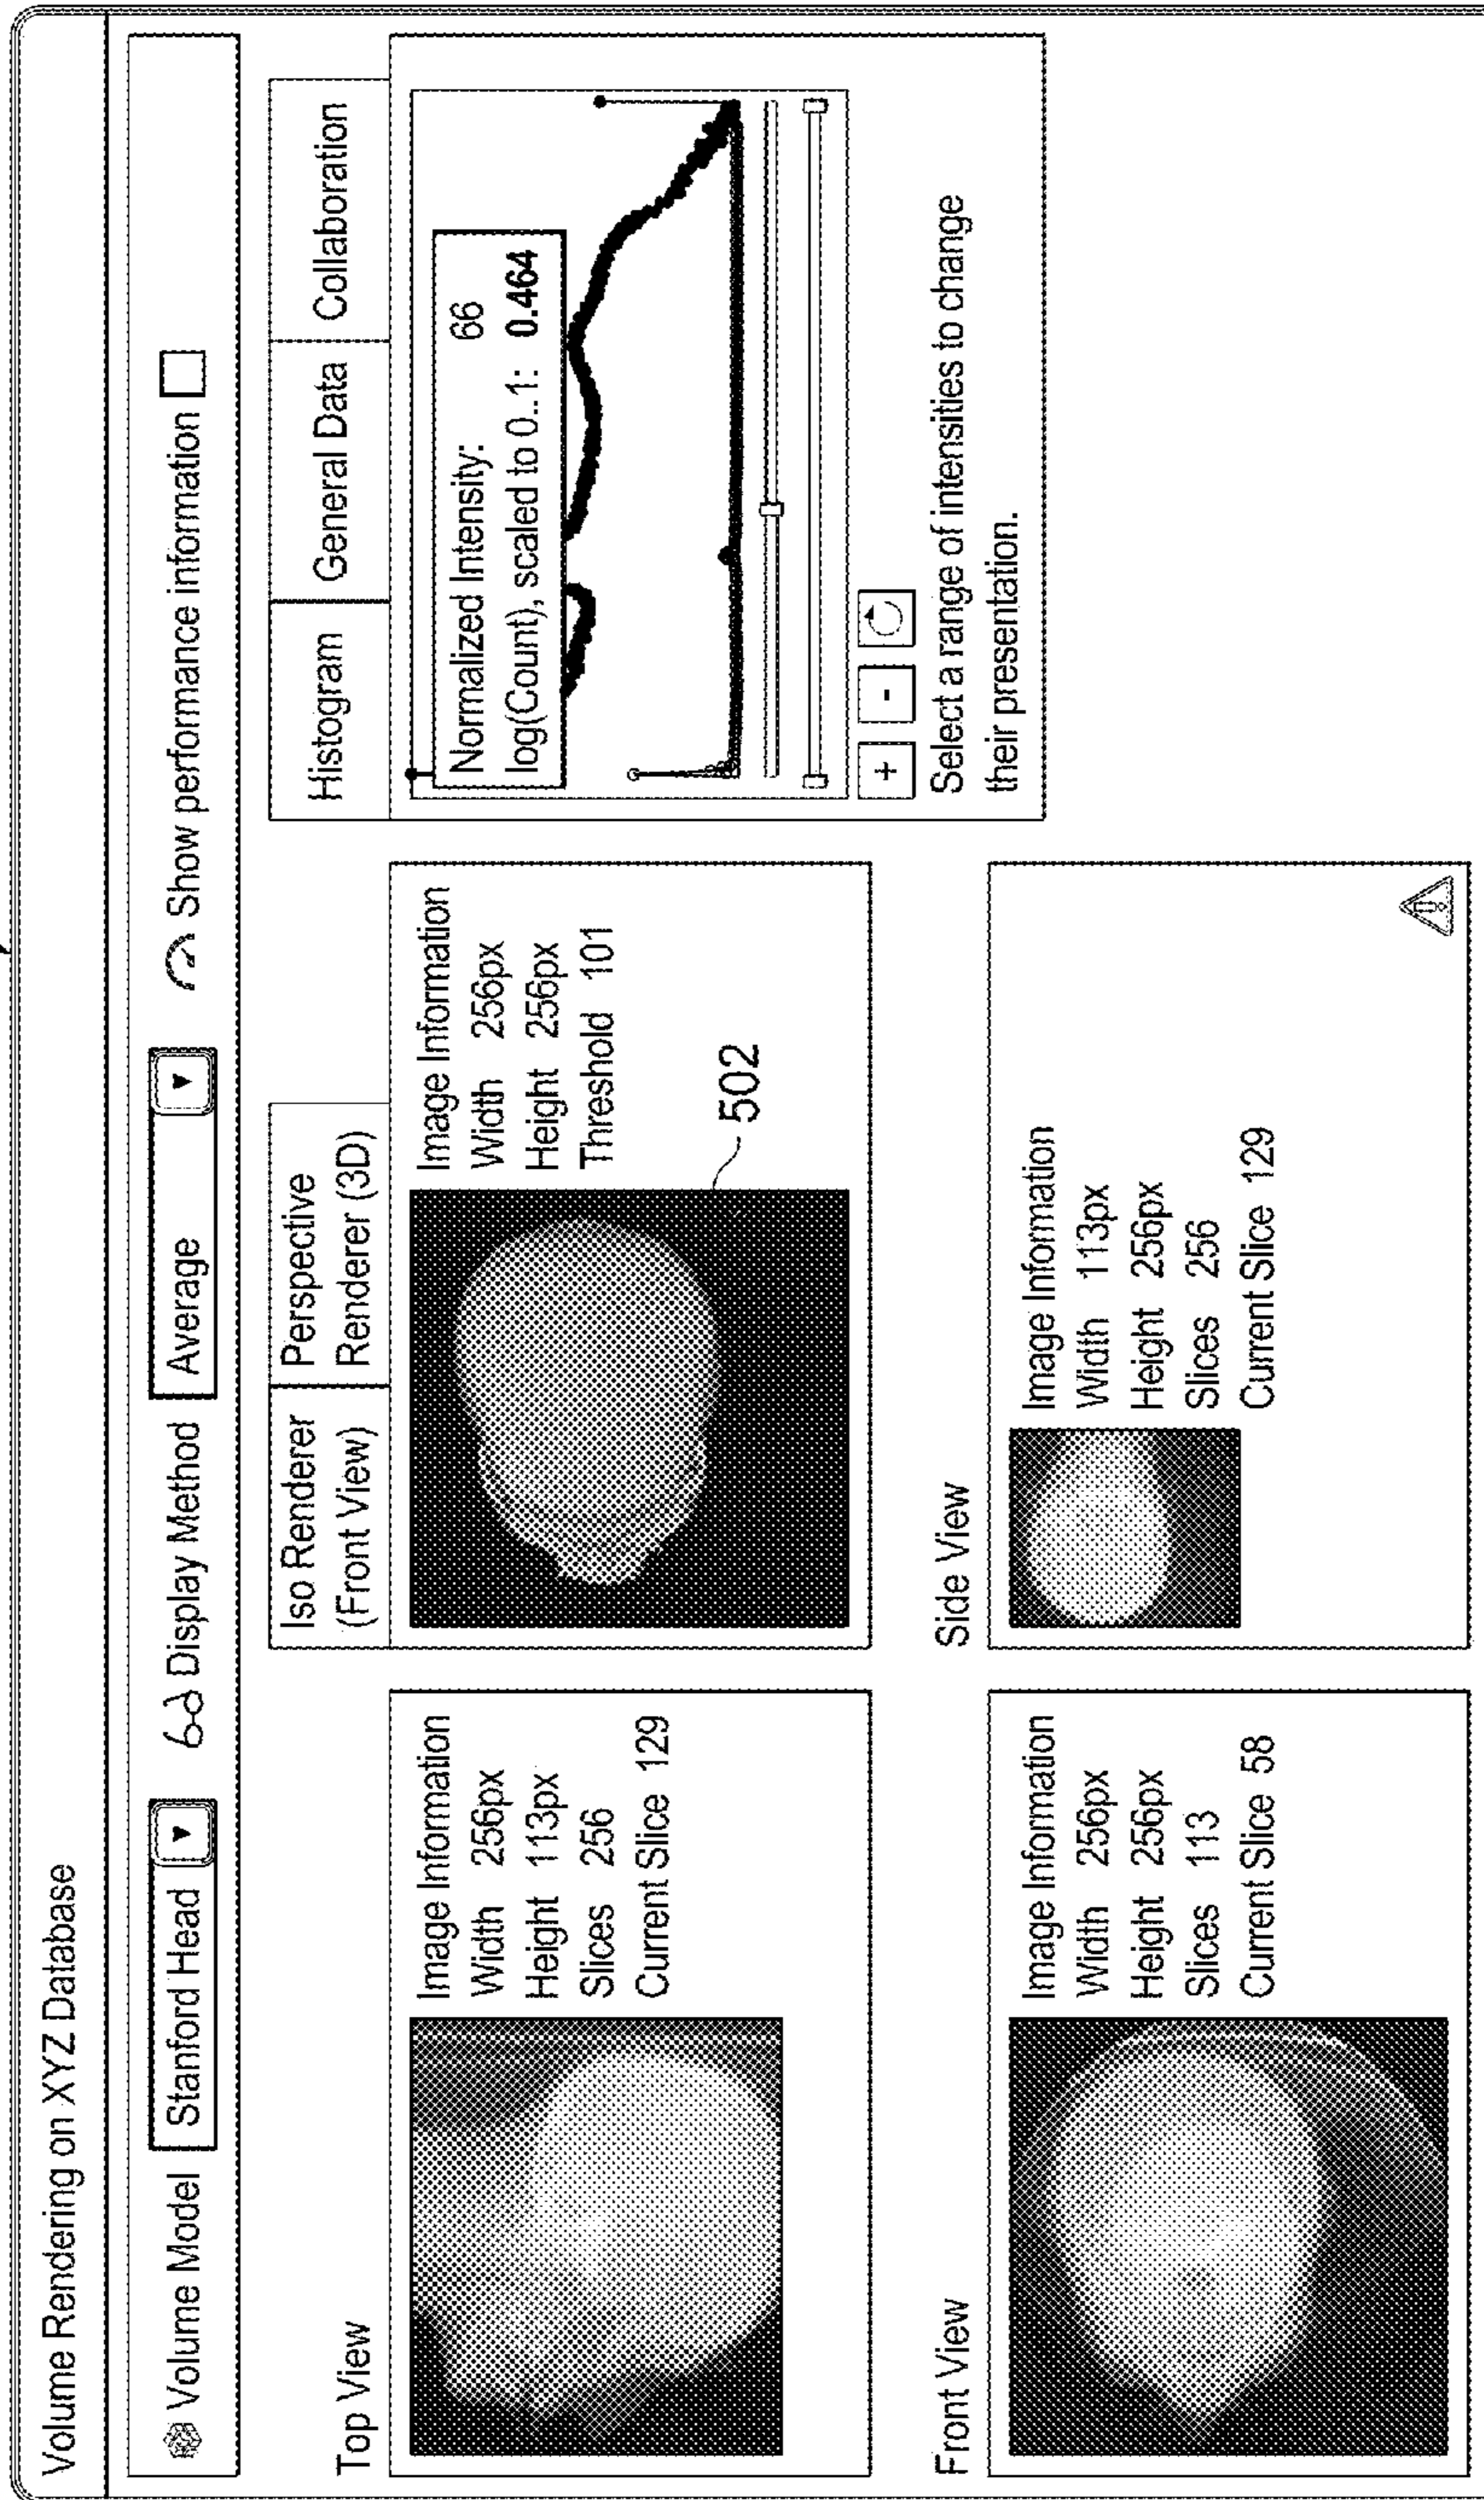 Volume Rendering on XYZ Database
Volume Model Stanford Head Display Method Average Show performance information
Top View
Image Information
Width 256px
Height 113px
Slices 256
Current Slice 129
Iso Renderer
(Front View)
Perspective
Renderer (3D)
Image Information
Width 256px
Height 256px
Threshold 101
502
Histogram General Data Collaboration
Normalized Intensity: 66
log(Count), scaled to 0..1: 0.464
+ -
Select a range of intensities to change
their presentation.
Front View
Image Information
Width 256px
Height 256px
Slices 113
Current Slice 58
Side View
Image Information
Width 113px
Height 256px
Slices 256
Current Slice 129